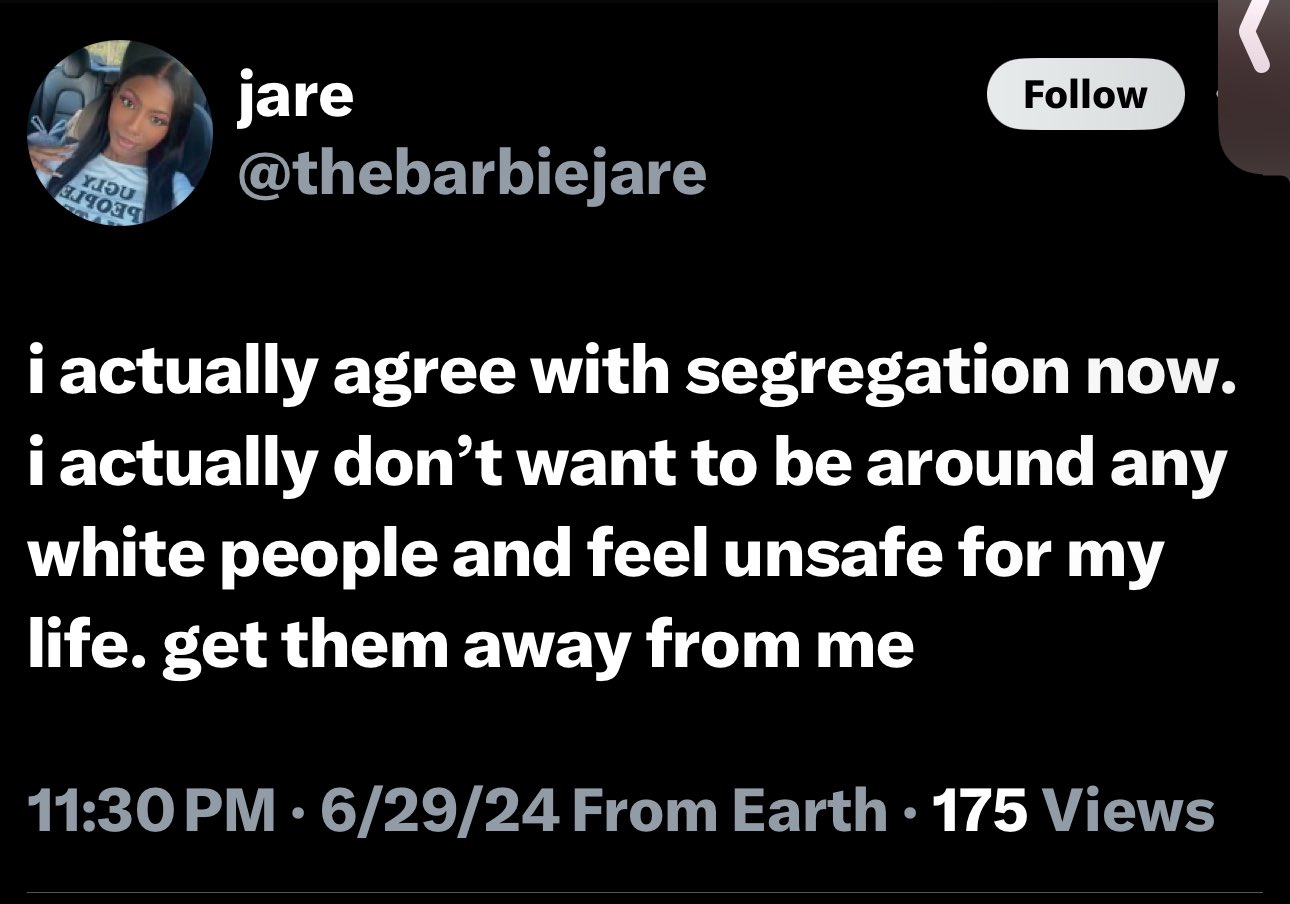 jare
@thebarbiejare
Follow
UGLY
PEOPLE
i actually agree with segregation now.
i actually don’t want to be around any
white people and feel unsafe for my
life. get them away from me
11:30 PM · 6/29/24 From Earth · 175 Views